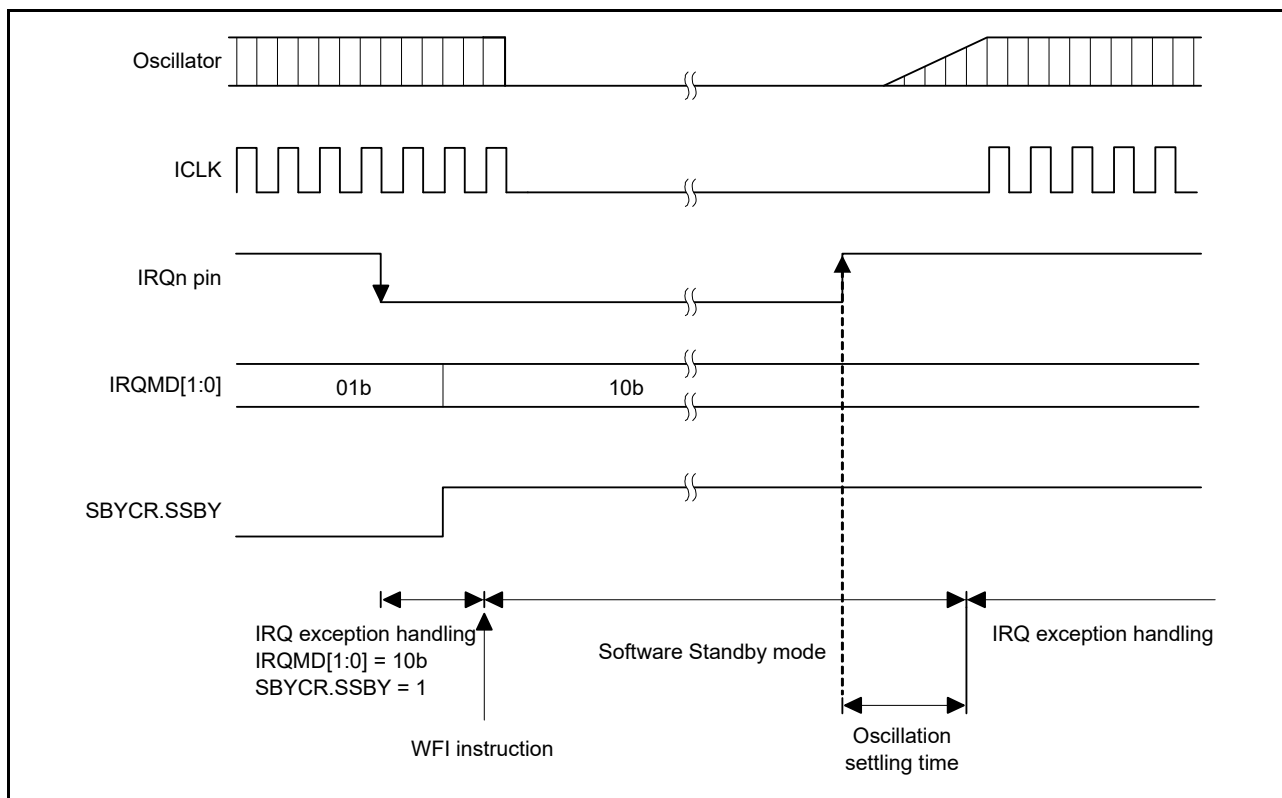 Oscillator
ICLK
IRQn pin
IRQMD[1:0]
01b
10b
SBYCR.SSBY
IRQ exception handling
IRQMD[1:0] = 10b
SBYCR.SSBY = 1
Software Standby mode
IRQ exception handling
WFI instruction
Oscillation
settling time